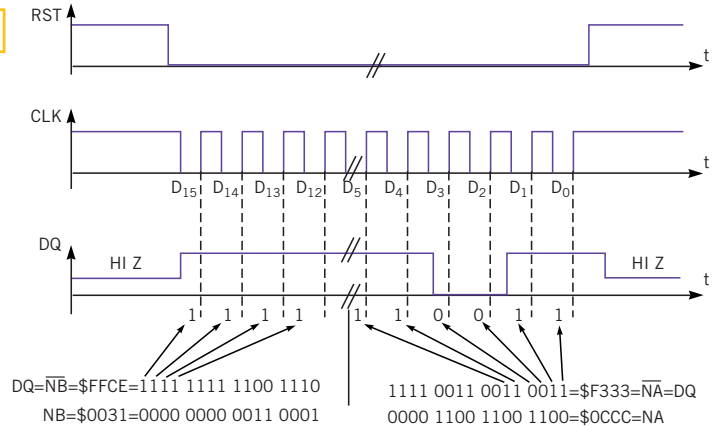 RST
t
CLK
t
D₁₅ D₁₄ D₁₃ D₁₂ D₅ D₄ D₃ D₂ D₁ D₀
DQ
HI Z HI Z
t
1 1 1 1 1 1 0 0 1 1
DQ=N̅B̅=$FFCE=1111 1111 1100 1110
NB=$0031=0000 0000 0011 0001
1111 0011 0011 0011=$F333=N̅A̅=DQ
0000 1100 1100 1100=$0CCC=NA